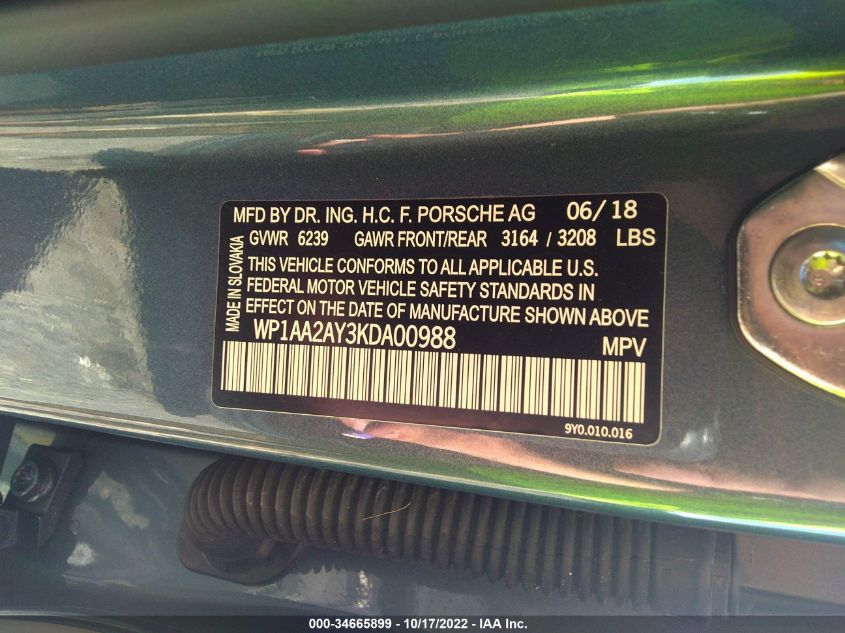 MFD BY DR. ING. H.C. F. PORSCHE AG 06/18
GVWR 6239 GAWR FRONT/REAR 3164 / 3208 LBS
MADE IN SLOVAKIA
THIS VEHICLE CONFORMS TO ALL APPLICABLE U.S.
FEDERAL MOTOR VEHICLE SAFETY STANDARDS IN
EFFECT ON THE DATE OF MANUFACTURE SHOWN ABOVE
WP1AA2AY3KDA00988 MPV
9Y0.010.016
000-34665899 / 10/17/2022 - IAA Inc.